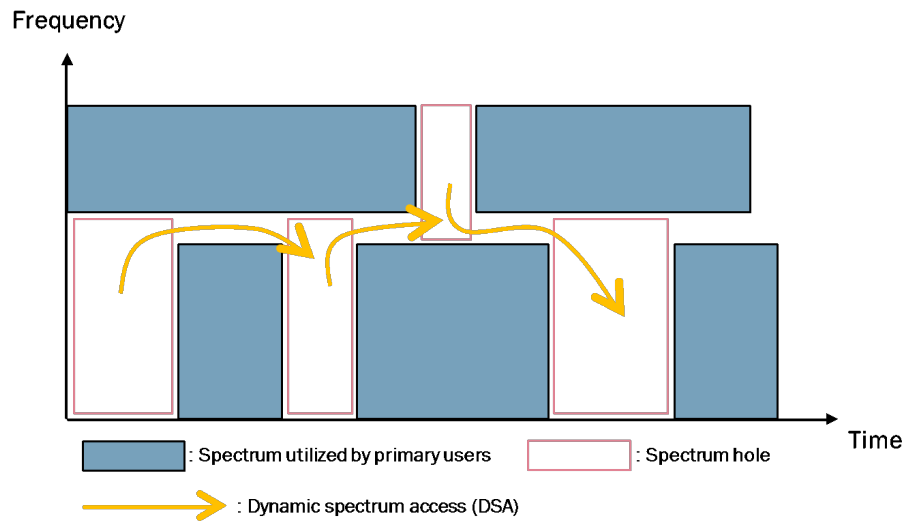 Frequency
Time
: Spectrum utilized by primary users
: Spectrum hole
: Dynamic spectrum access (DSA)